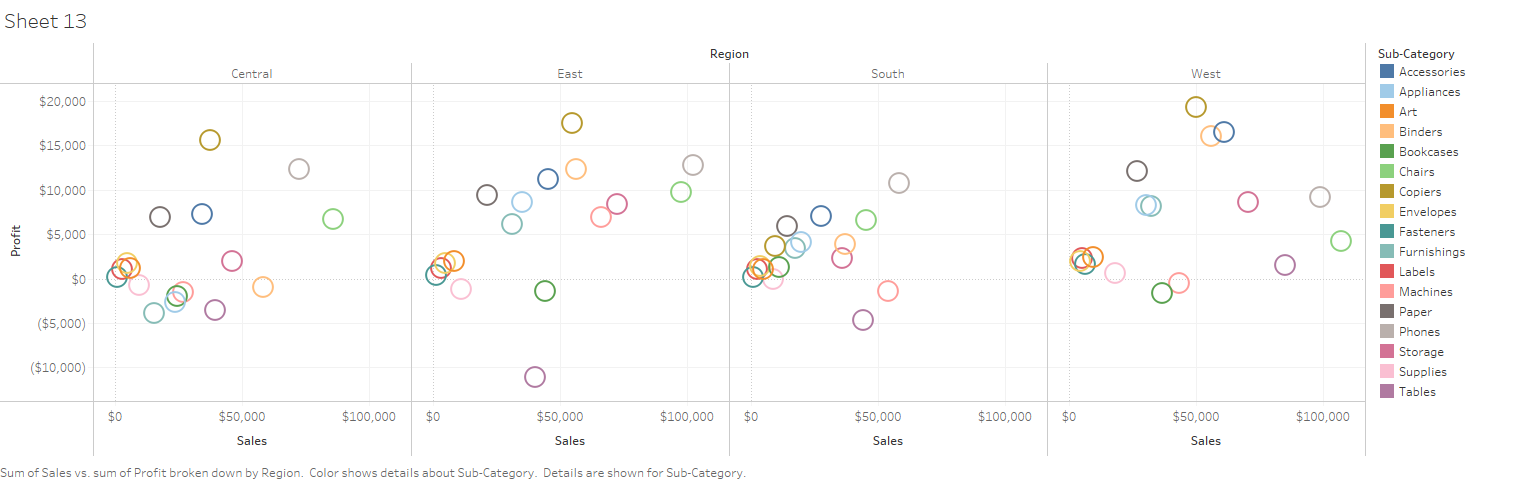 Sheet 13
Region
Central East South West
Profit
$20,000
$15,000
$10,000
$5,000
$0
($5,000)
($10,000)
$0 $50,000 $100,000 $0 $50,000 $100,000 $0 $50,000 $100,000 $0 $50,000 $100,000
Sales Sales Sales Sales
Sub-Category
Accessories
Appliances
Art
Binders
Bookcases
Chairs
Copiers
Envelopes
Fasteners
Furnishings
Labels
Machines
Paper
Phones
Storage
Supplies
Tables
Sum of Sales vs. sum of Profit broken down by Region. Color shows details about Sub-Category. Details are shown for Sub-Category.